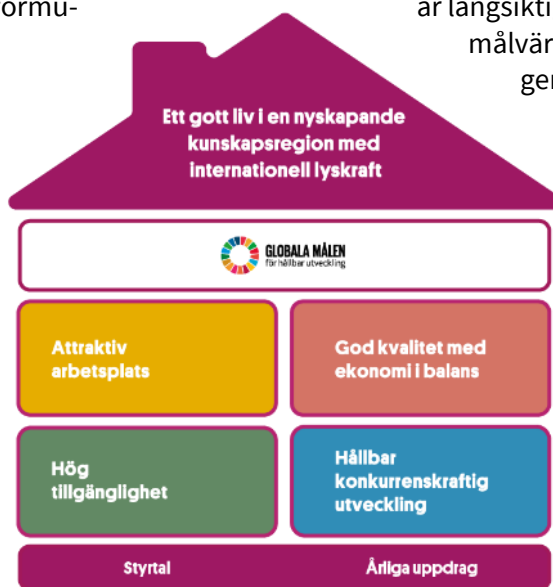 ormu-
är långsikti
målvär
ger
Ett gott liv i en nyskapande
kunskapsregion med
internationell lyskraft
GLOBALA MÅLEN
för hållbar utveckling
Attraktiv
arbetsplats
God kvalitet med
ekonomi i balans
Hög
tillgänglighet
Hållbar
konkurrenskraftig
utveckling
Styrtal
Årliga uppdrag